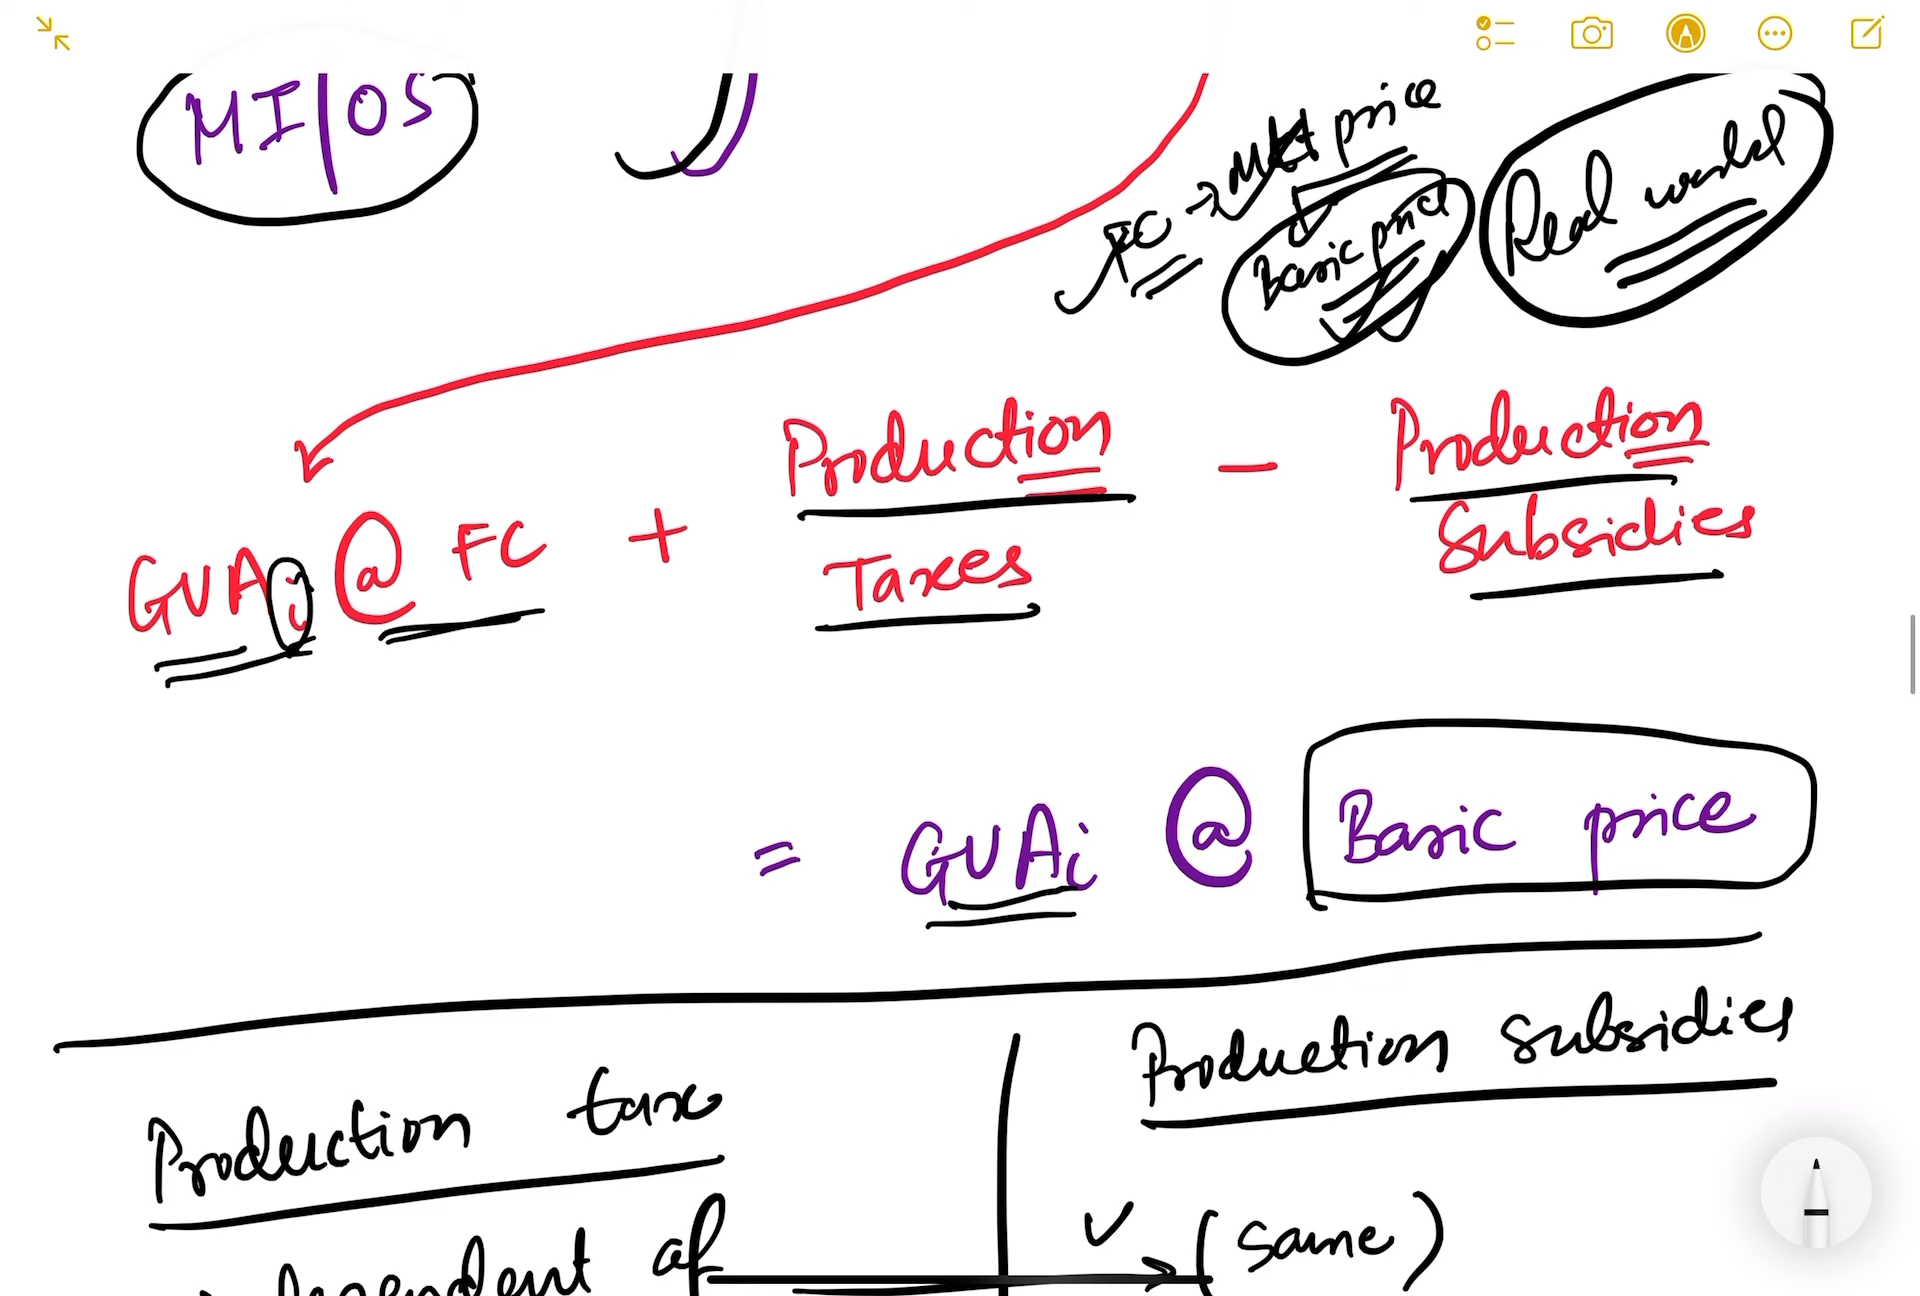 MI|OS
FC → Mkt price
Basic price
Real world
GVAi @ FC + Production Taxes – Production Subsidies
= GVAi @ Basic price
Production tax
Production subsidies
of
✓ → (same)